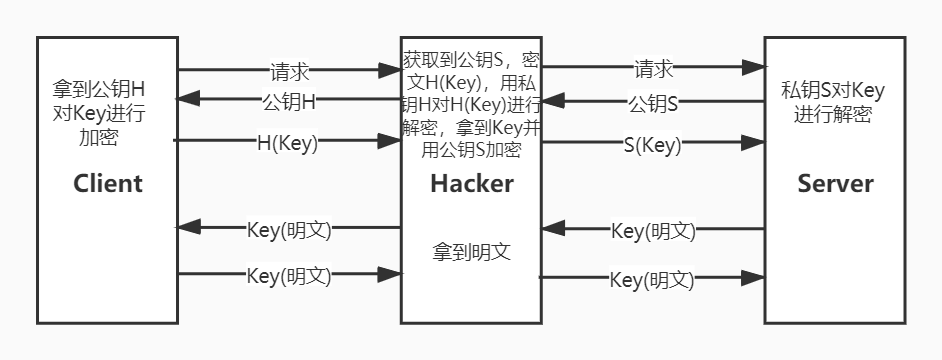 拿到公钥H
对Key进行
加密
Client
请求
公钥H
H(Key)
Key(明文)
Key(明文)
获取到公钥S，密
文H(Key)，用私
钥H对H(Key)进行
解密，拿到Key并
用公钥S加密
Hacker
拿到明文
请求
公钥S
S(Key)
Key(明文)
Key(明文)
私钥S对Key
进行解密
Server